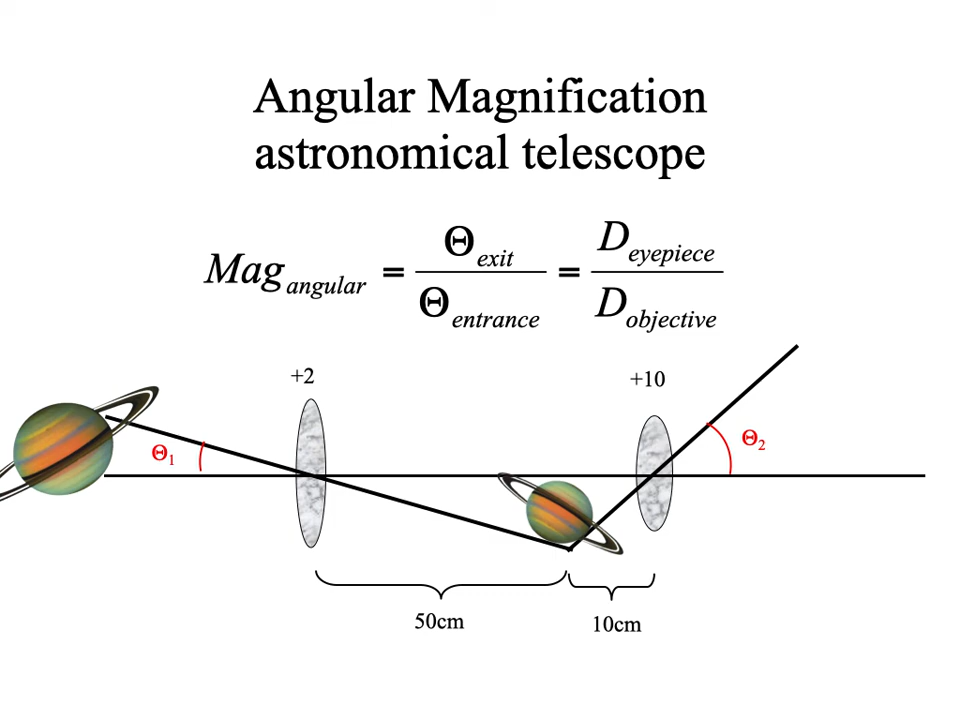 Angular Magnification
astronomical telescope
Mag angular = Θ exit / Θ entrance = D eyepiece / D objective
+2
+10
Θ1
Θ2
50cm
10cm